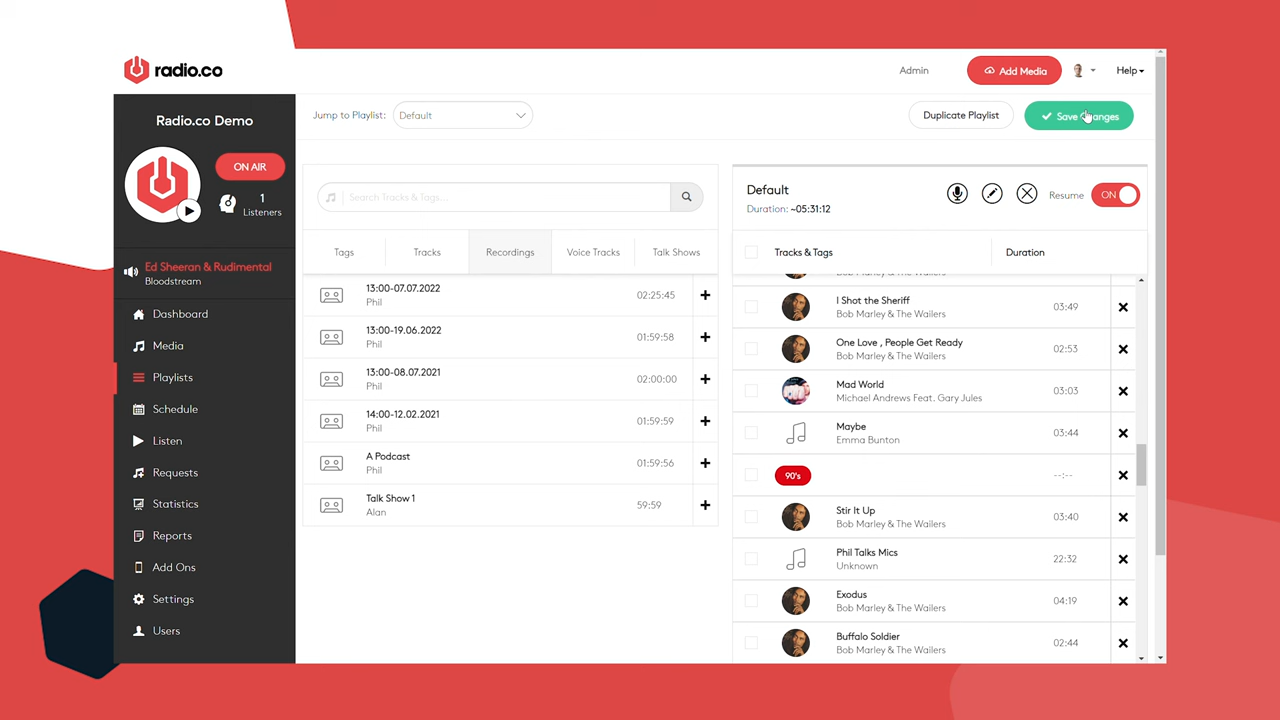 radio.co
Admin
Add Media
Help
Radio.co Demo
ON AIR
1
Listeners
Ed Sheeran & Rudimental
Bloodstream
Dashboard
Media
Playlists
Schedule
Listen
Requests
Statistics
Reports
Add Ons
Settings
Users
Jump to Playlist:
Default
Duplicate Playlist
Save Changes
Search Tracks & Tags...
Tags
Tracks
Recordings
Voice Tracks
Talk Shows
13:00-07.07.2022
Phil
02:25:45
13:00-19.06.2022
Phil
01:59:58
13:00-08.07.2021
Phil
02:00:00
14:00-12.02.2021
Phil
01:59:59
A Podcast
Phil
01:59:56
Talk Show 1
Alan
59:59
Default
Duration: ~05:31:12
Resume
ON
Tracks & Tags
Duration
Bob Marley & The Wailers
I Shot the Sheriff
Bob Marley & The Wailers
03:49
One Love , People Get Ready
Bob Marley & The Wailers
02:53
Mad World
Michael Andrews Feat. Gary Jules
03:03
Maybe
Emma Bunton
03:44
90's
--:--
Stir It Up
Bob Marley & The Wailers
03:40
Phil Talks Mics
Unknown
22:32
Exodus
Bob Marley & The Wailers
04:19
Buffalo Soldier
Bob Marley & The Wailers
02:44